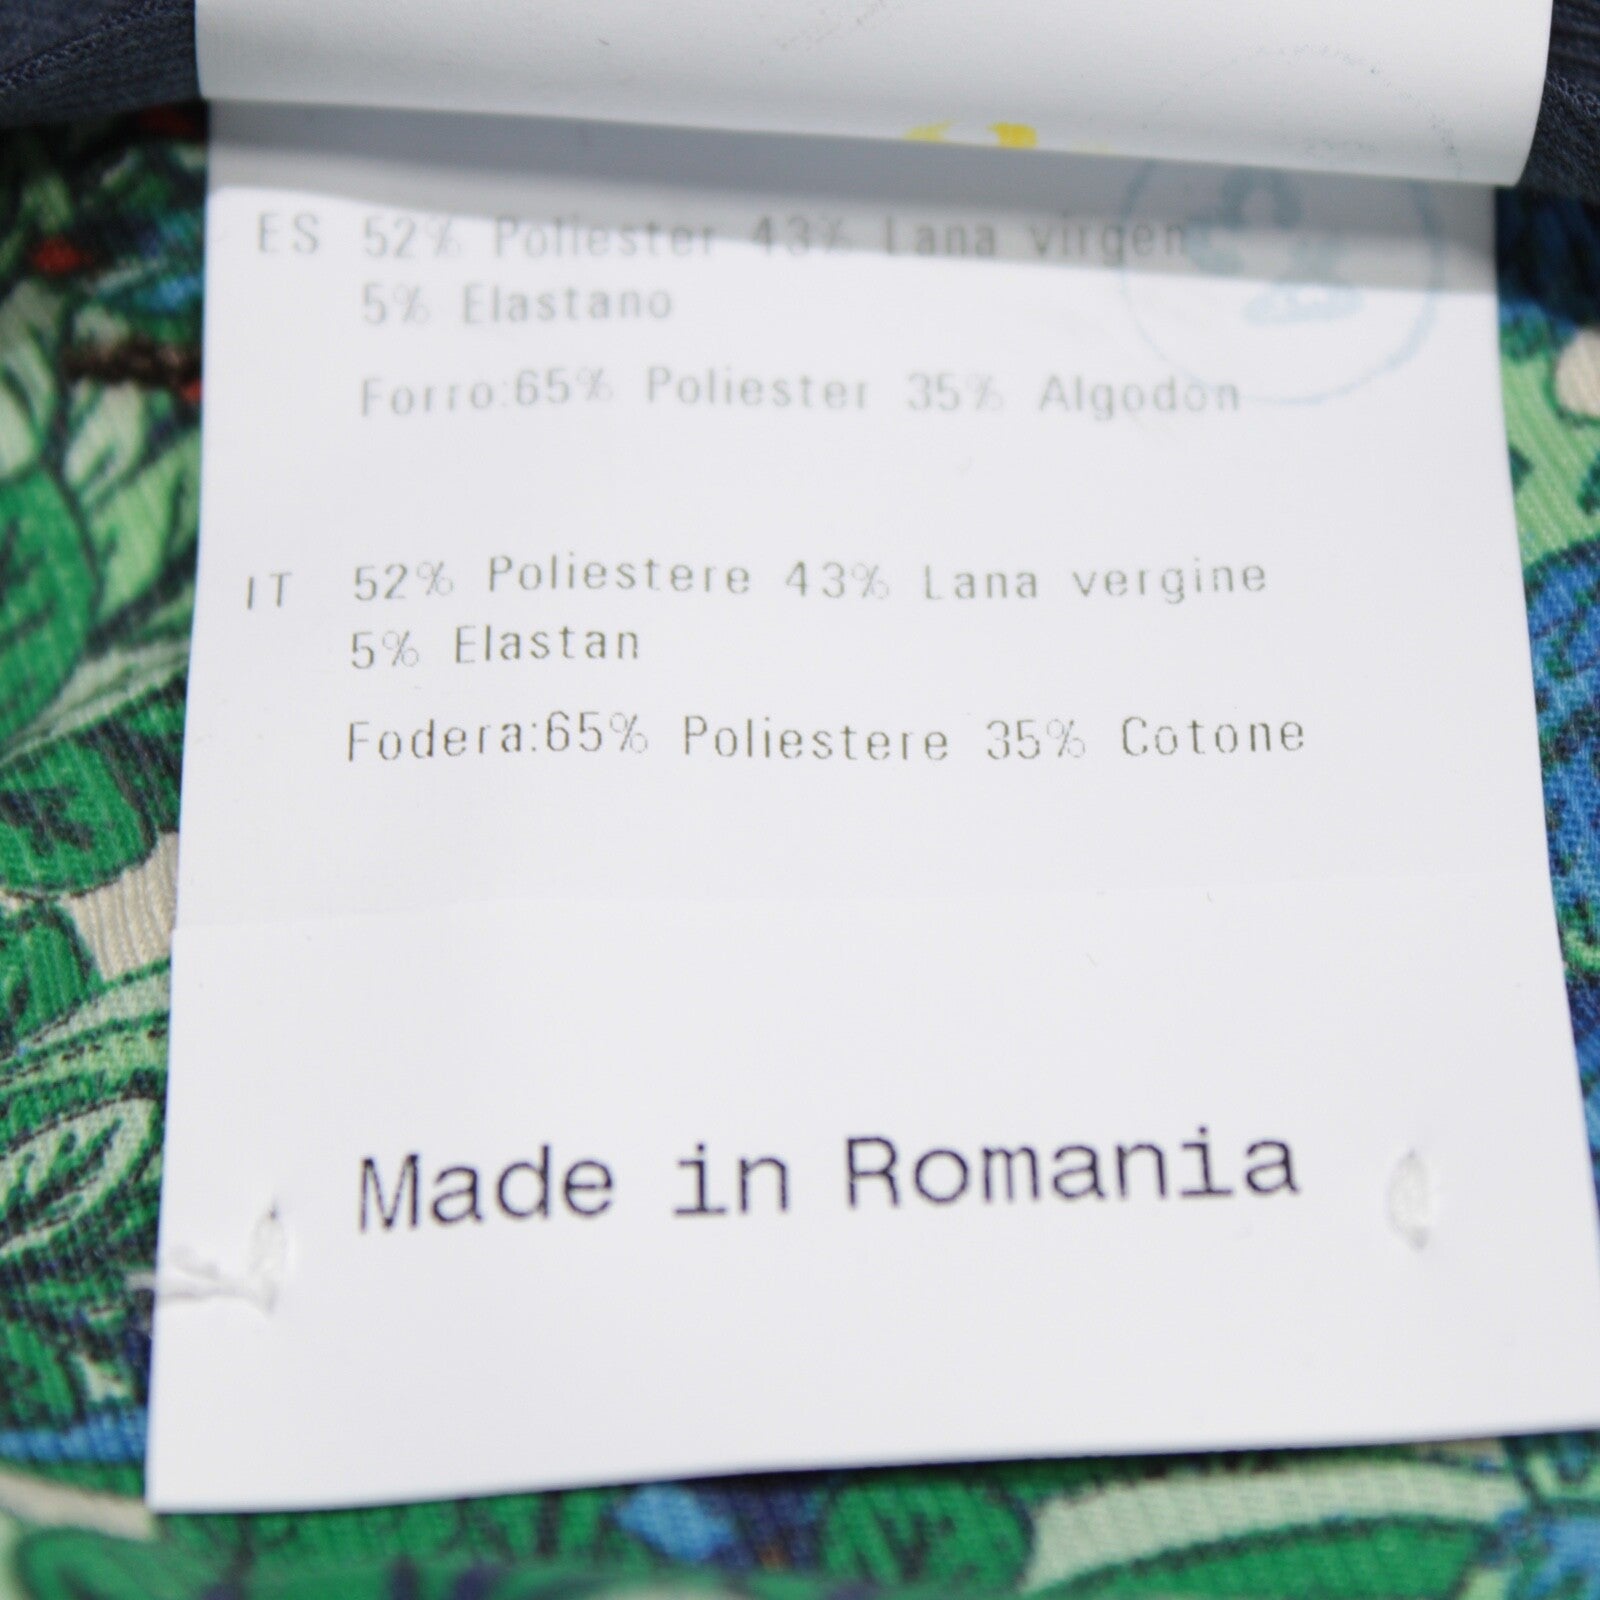 ES 52% Poliester 43% Lana virgen
5% Elastano
Forro:65% Poliester 35% Algodon
IT 52% Poliestere 43% Lana vergine
5% Elastan
Fodera:65% Poliestere 35% Cotone
Made in Romania